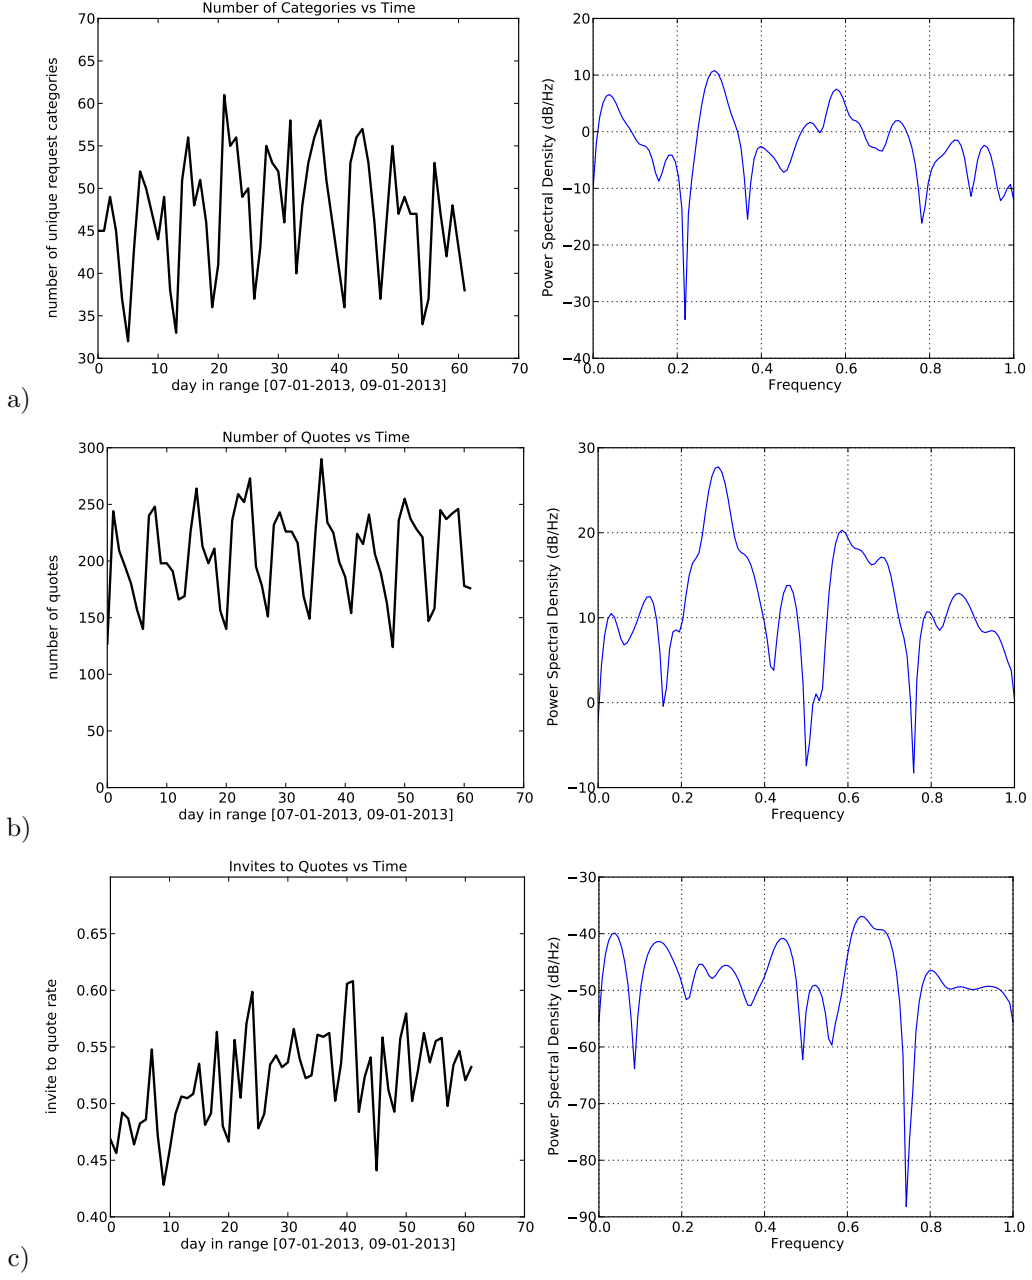 Number of Categories vs Time
number of unique request categories
70
65
60
55
50
45
40
35
30
0 10 20 30 40 50 60 70
day in range [07-01-2013, 09-01-2013]
Power Spectral Density (dB/Hz)
20
10
0
−10
−20
−30
−40
0.0 0.2 0.4 0.6 0.8 1.0
Frequency
a)
Number of Quotes vs Time
number of quotes
300
250
200
150
100
50
0
0 10 20 30 40 50 60 70
day in range [07-01-2013, 09-01-2013]
Power Spectral Density (dB/Hz)
30
20
10
0
−10
0.0 0.2 0.4 0.6 0.8 1.0
Frequency
b)
Invites to Quotes vs Time
invite to quote rate
0.65
0.60
0.55
0.50
0.45
0.40
0 10 20 30 40 50 60 70
day in range [07-01-2013, 09-01-2013]
Power Spectral Density (dB/Hz)
−30
−40
−50
−60
−70
−80
−90
0.0 0.2 0.4 0.6 0.8 1.0
Frequency
c)